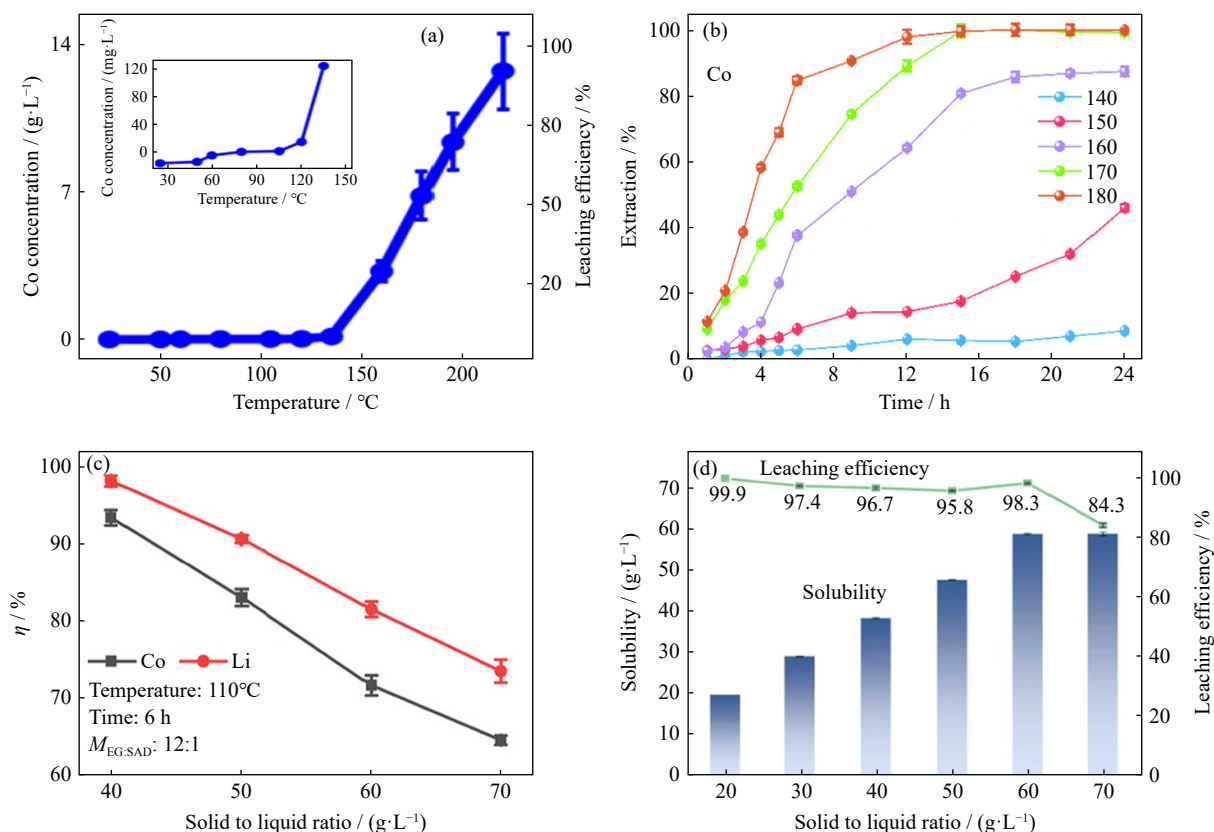 (a)
Co concentration / (g·L⁻¹)
14
7
0
Co concentration / (mg·L⁻¹)
120
80
40
0
30 60 90 120 150
Temperature / °C
100
80
50
20
Leaching efficiency / %
50 100 150 200
Temperature / °C
(b)
Co
Extraction / %
100
80
60
40
20
0
140
150
160
170
180
0 4 8 12 16 20 24
Time / h
(c)
η / %
100
90
80
70
60
Co Li
Temperature: 110°C
Time: 6 h
M_EG:SAD: 12:1
40 50 60 70
Solid to liquid ratio / (g·L⁻¹)
(d)
Leaching efficiency
99.9 97.4 96.7 95.8 98.3 84.3
Solubility
Solubility / (g·L⁻¹)
70
60
50
40
30
20
10
0
100
80
60
40
20
0
Leaching efficiency / %
20 30 40 50 60 70
Solid to liquid ratio / (g·L⁻¹)